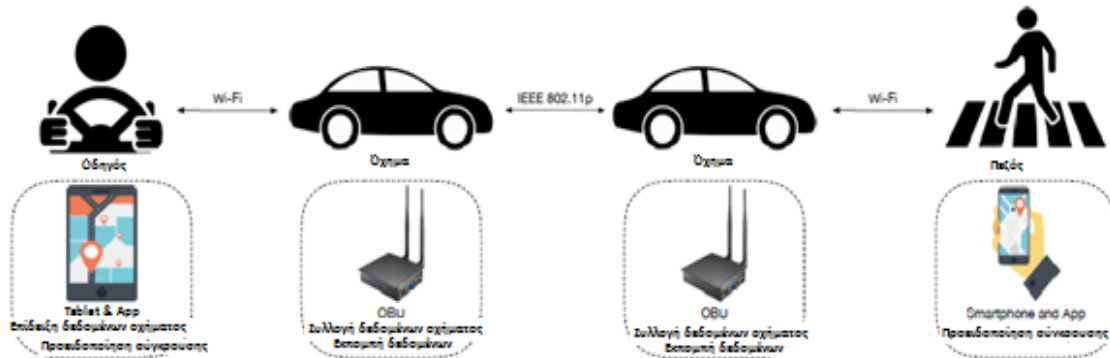 Wi-Fi
IEEE 802.11p
Wi-Fi
Οδηγός
Όχημα
Όχημα
Πεζός
Tablet & App
Επίδειξη δεδομένων οχήματος
Προειδοποίηση σύγκρουσης
OBU
Συλλογή δεδομένων οχήματος
Εκπομπή δεδομένων
OBU
Συλλογή δεδομένων οχήματος
Εκπομπή δεδομένων
Smartphone and App
Προειδοποίηση σύγκρουσης